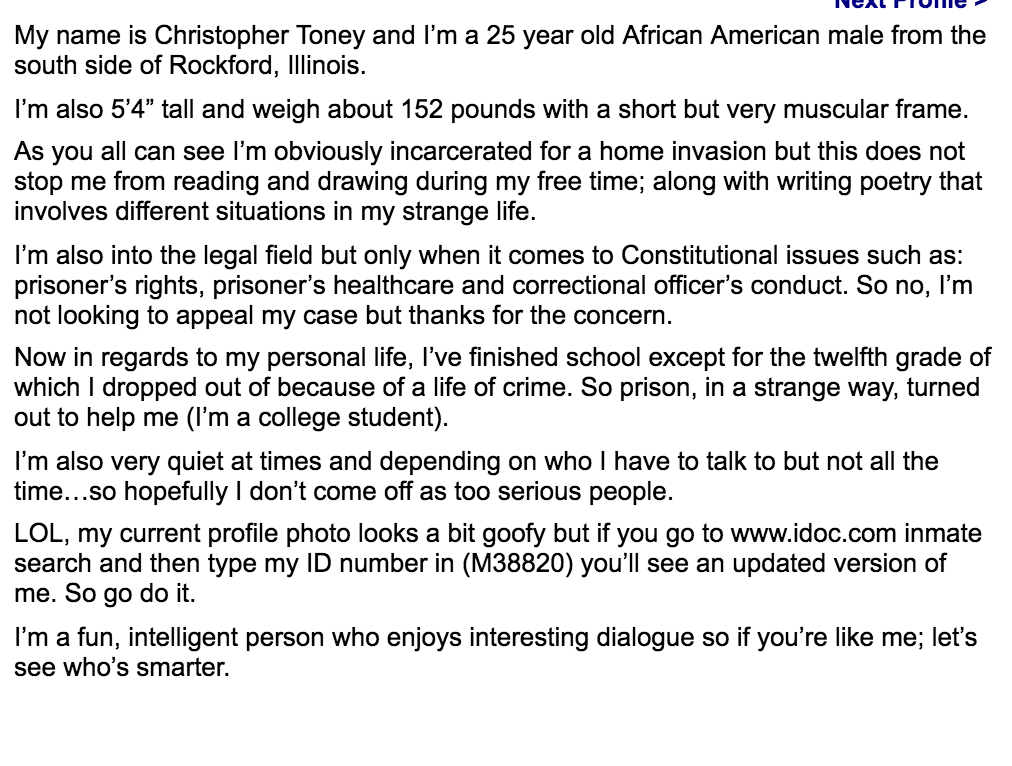 Next Profile >
My name is Christopher Toney and I’m a 25 year old African American male from the
south side of Rockford, Illinois.
I’m also 5’4” tall and weigh about 152 pounds with a short but very muscular frame.
As you all can see I’m obviously incarcerated for a home invasion but this does not
stop me from reading and drawing during my free time; along with writing poetry that
involves different situations in my strange life.
I’m also into the legal field but only when it comes to Constitutional issues such as:
prisoner’s rights, prisoner’s healthcare and correctional officer’s conduct. So no, I’m
not looking to appeal my case but thanks for the concern.
Now in regards to my personal life, I’ve finished school except for the twelfth grade of
which I dropped out of because of a life of crime. So prison, in a strange way, turned
out to help me (I’m a college student).
I’m also very quiet at times and depending on who I have to talk to but not all the
time…so hopefully I don’t come off as too serious people.
LOL, my current profile photo looks a bit goofy but if you go to www.idoc.com inmate
search and then type my ID number in (M38820) you’ll see an updated version of
me. So go do it.
I’m a fun, intelligent person who enjoys interesting dialogue so if you’re like me; let’s
see who’s smarter.